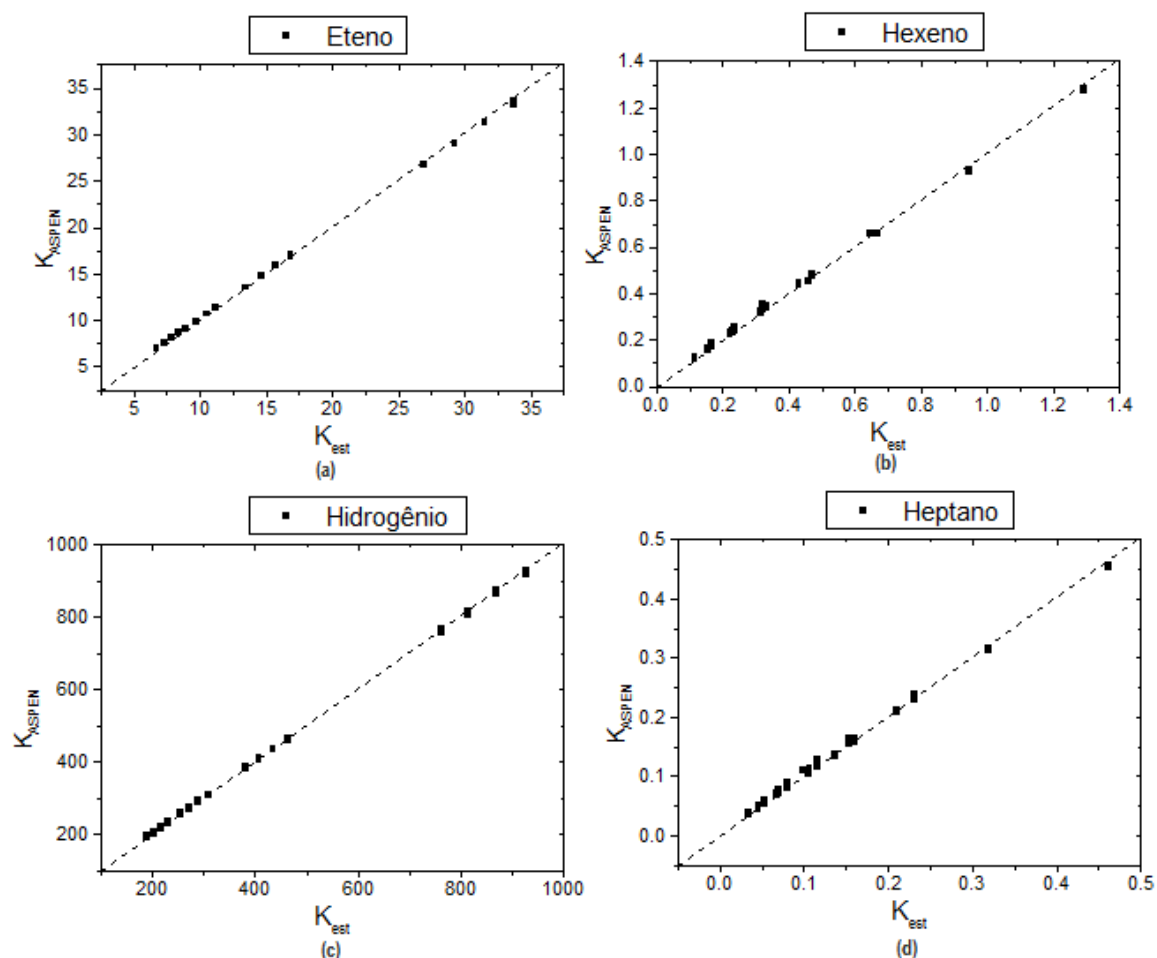 Eteno
35
30
25
20
15
10
5
K_ASPEN
5 10 15 20 25 30 35
K_est
(a)
Hexeno
1.4
1.2
1.0
0.8
0.6
0.4
0.2
0.0
K_ASPEN
0.0 0.2 0.4 0.6 0.8 1.0 1.2 1.4
K_est
(b)
Hidrogênio
1000
800
600
400
200
K_ASPEN
200 400 600 800 1000
K_est
(c)
Heptano
0.5
0.4
0.3
0.2
0.1
0.0
K_ASPEN
0.0 0.1 0.2 0.3 0.4 0.5
K_est
(d)